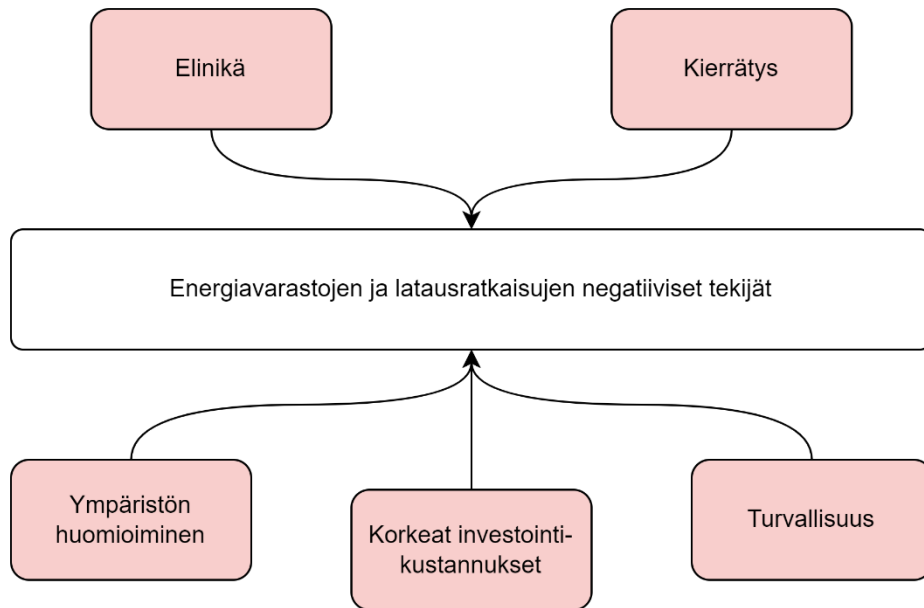 Elinikä
Kierrätys
Energiavarastojen ja latausratkaisujen negatiiviset tekijät
Ympäristön
huomioiminen
Korkeat investointi-
kustannukset
Turvallisuus